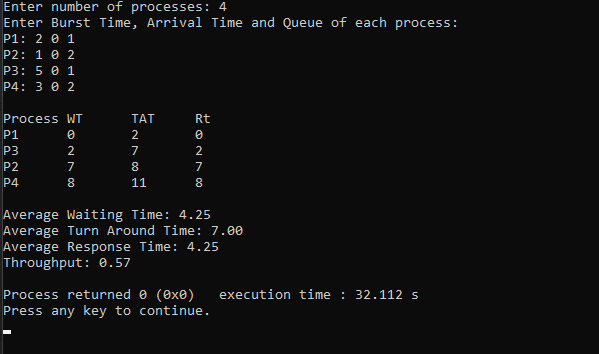 Enter number of processes: 4
Enter Burst Time, Arrival Time and Queue of each process:
P1: 2 0 1
P2: 1 0 2
P3: 5 0 1
P4: 3 0 2
Process WT TAT Rt
P1 0 2 0
P3 2 7 2
P2 7 8 7
P4 8 11 8
Average Waiting Time: 4.25
Average Turn Around Time: 7.00
Average Response Time: 4.25
Throughput: 0.57
Process returned 0 (0x0) execution time : 32.112 s
Press any key to continue.